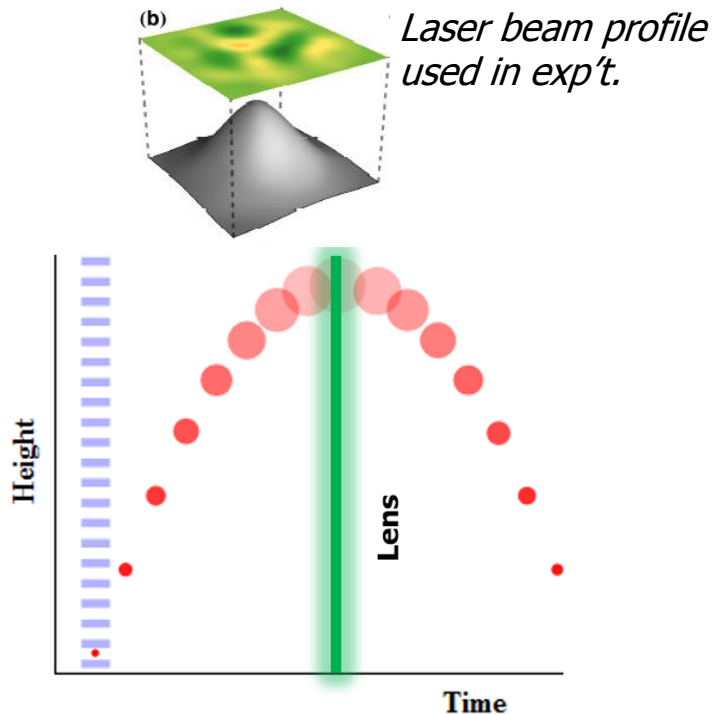 (b)
Laser beam profile
used in exp't.
Height
Lens
Time